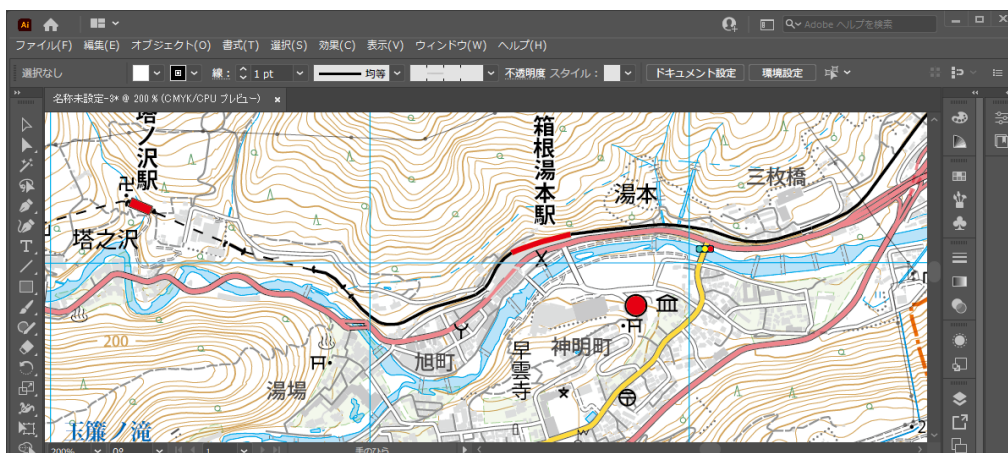 Ai
Adobe ヘルプを検索
ファイル(F) 編集(E) オブジェクト(O) 書式(T) 選択(S) 効果(C) 表示(V) ウィンドウ(W) ヘルプ(H)
選択なし 線: 1 pt 均等 不透明度 スタイル: ドキュメント設定 環境設定
名称未設定-3* @ 200 % (CMYK/GPU プレビュー) ×
塔ノ沢駅
箱根湯本駅
湯本
三枚橋
塔之沢
200
旭町
神明町
早雲寺
湯場
玉簾ノ滝
200% 0° 1 手のひら